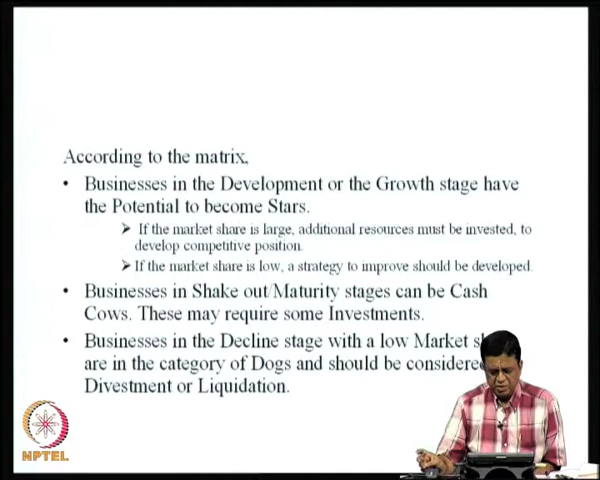 According to the matrix,
• Businesses in the Development or the Growth stage have
the Potential to become Stars.
➢ If the market share is large, additional resources must be invested, to
develop competitive position.
➢ If the market share is low, a strategy to improve should be developed.
• Businesses in Shake out/Maturity stages can be Cash
Cows. These may require some Investments.
• Businesses in the Decline stage with a low Market
are in the category of Dogs and should be considered
Divestment or Liquidation.
NPTEL